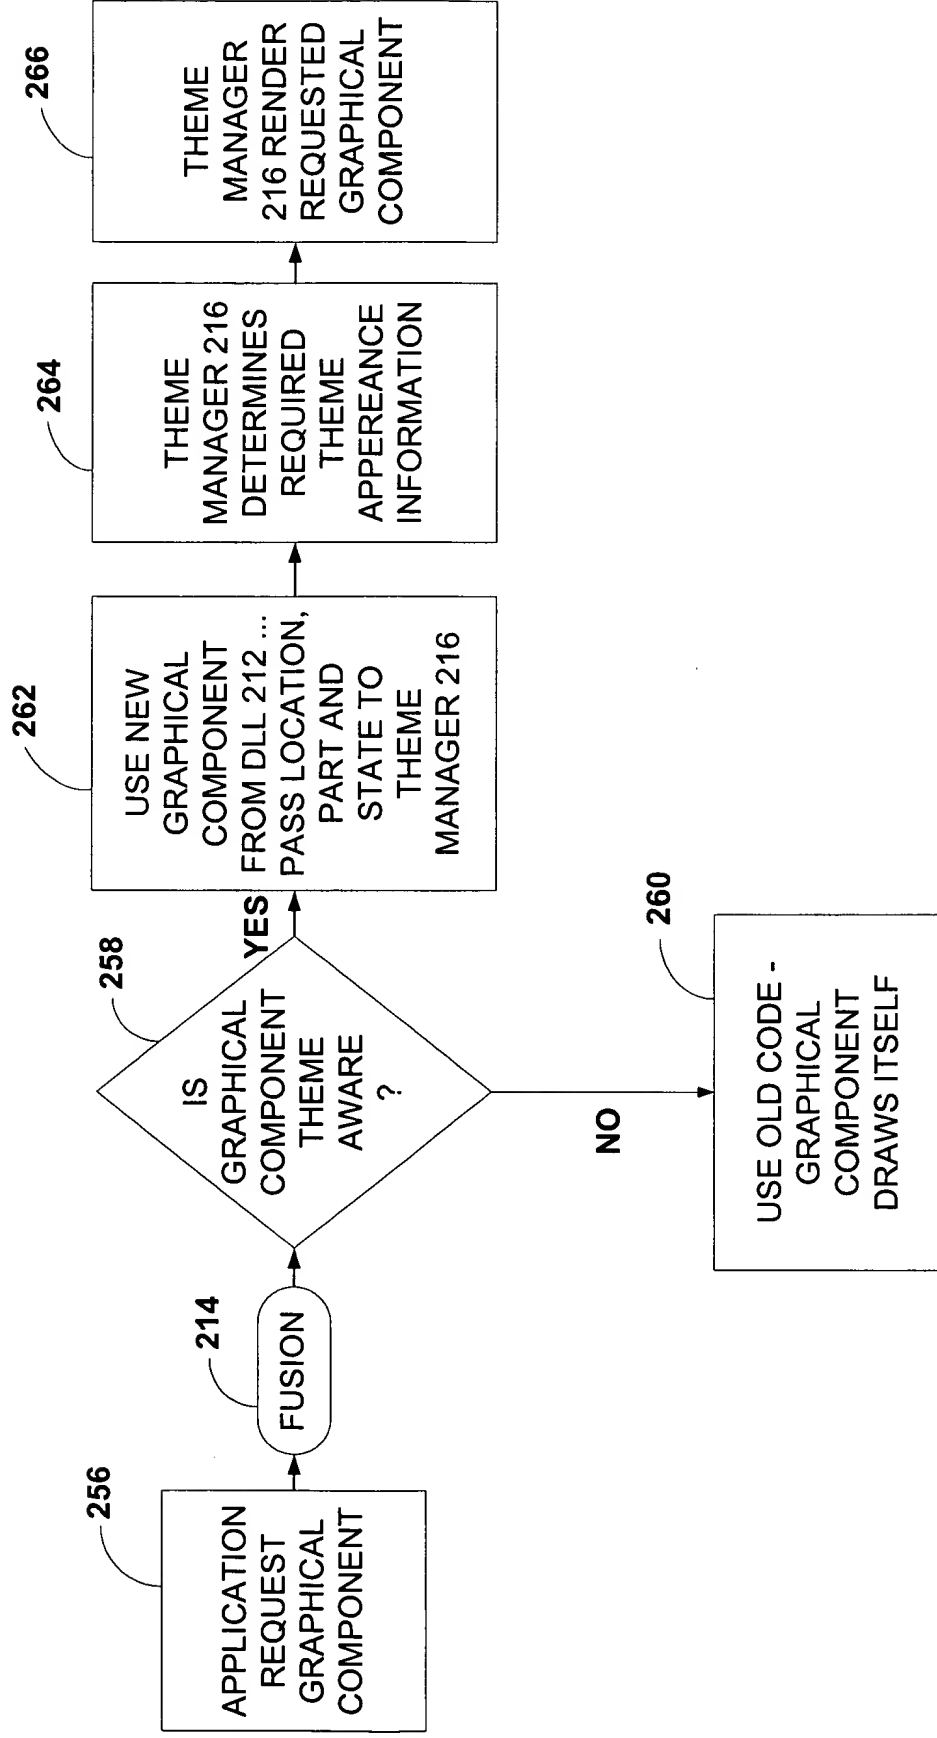 256
APPLICATION
REQUEST
GRAPHICAL
COMPONENT
214
FUSION
258
IS
GRAPHICAL
COMPONENT
THEME
AWARE
?
YES
NO
260
USE OLD CODE -
GRAPHICAL
COMPONENT
DRAWS ITSELF
262
USE NEW
GRAPHICAL
COMPONENT
FROM DLL 212 ...
PASS LOCATION,
PART AND
STATE TO
THEME
MANAGER 216
264
THEME
MANAGER 216
DETERMINES
REQUIRED
THEME
APPEREANCE
INFORMATION
266
THEME
MANAGER
216 RENDER
REQUESTED
GRAPHICAL
COMPONENT